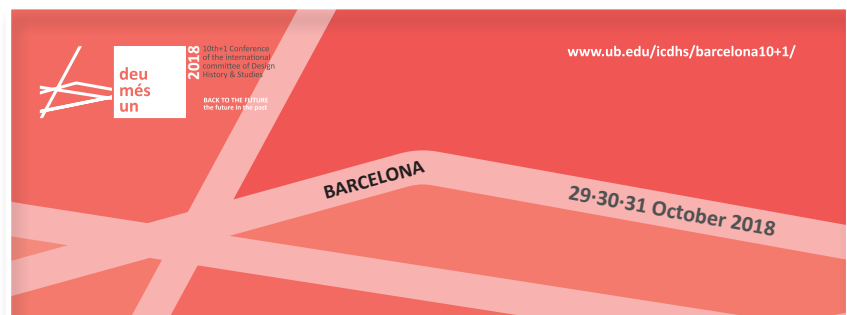 deu
més
un
2018
10th+1 Conference
of the international
committee of Design
History & Studies
BACK TO THE FUTURE
the future in the past
www.ub.edu/icdhs/barcelona10+1/
BARCELONA
29·30·31 October 2018